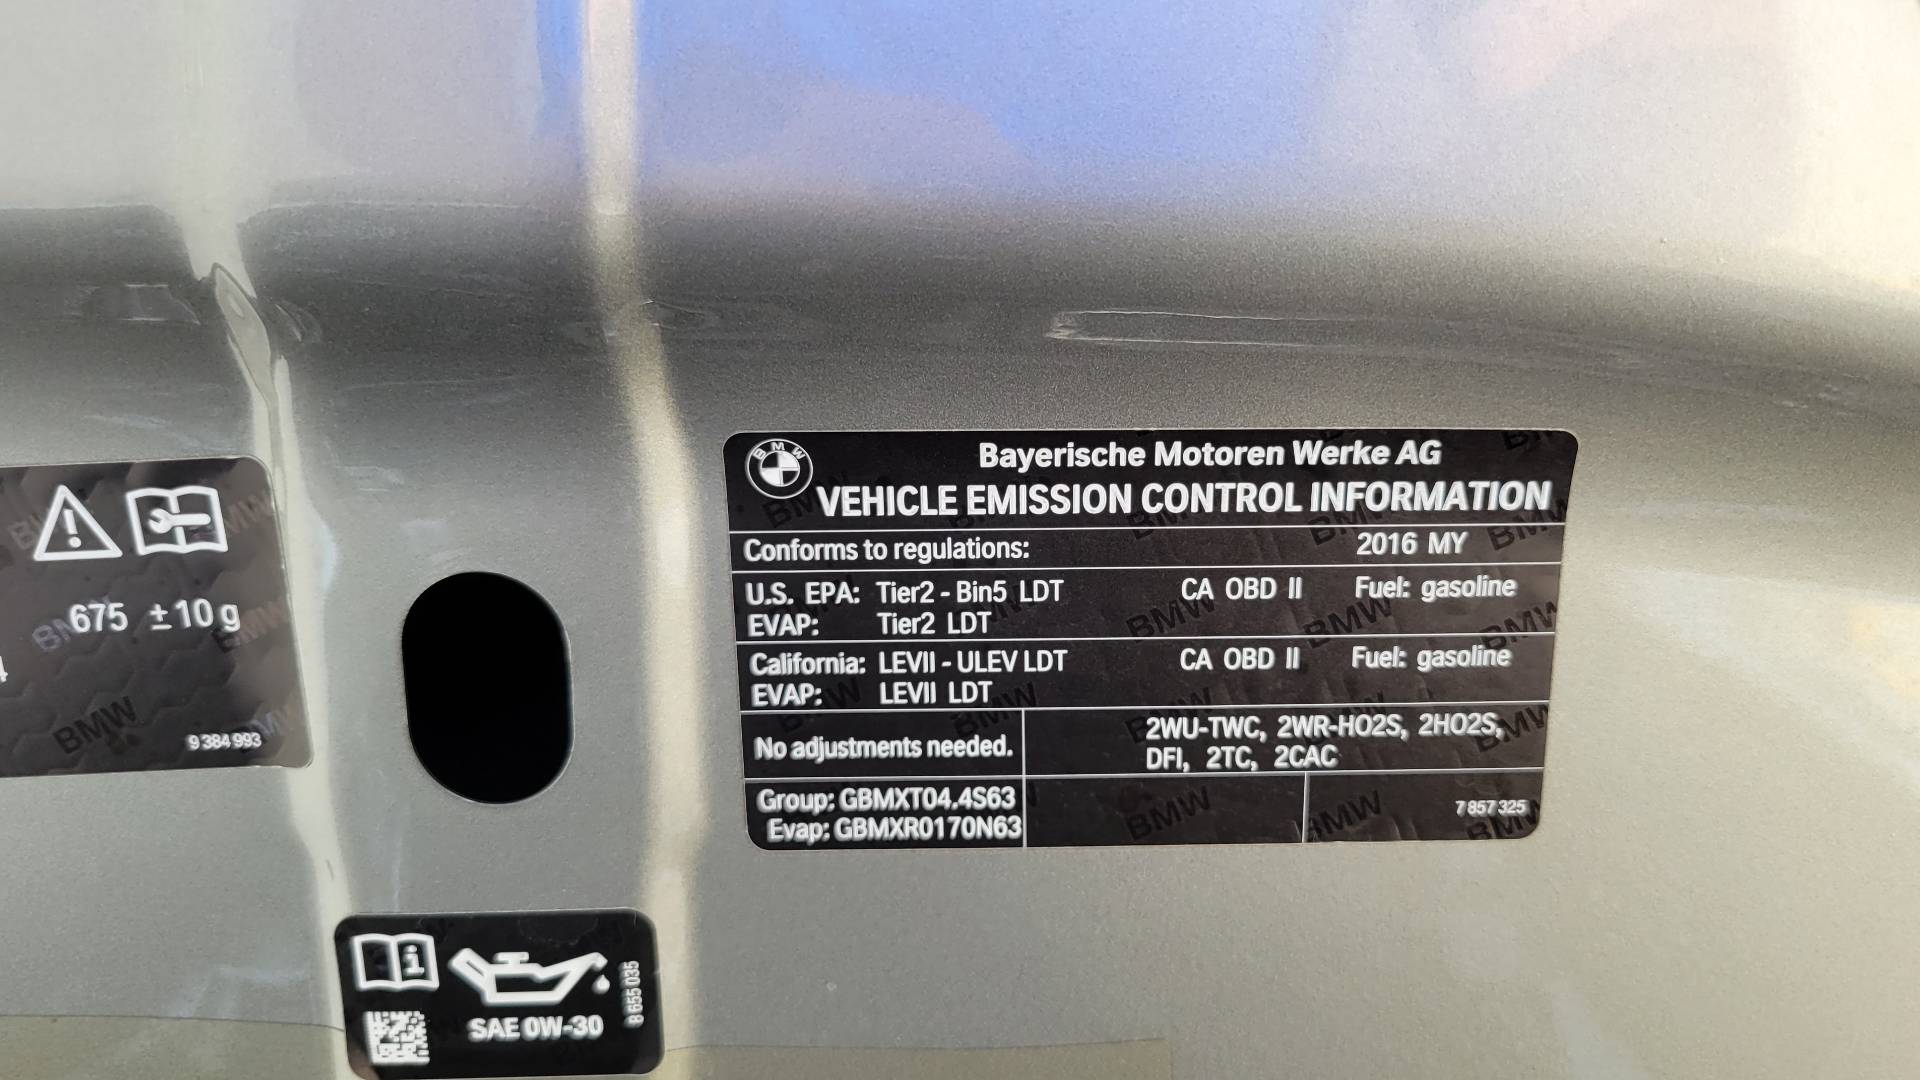 675 ±10 g
9 384 993
BMW
Bayerische Motoren Werke AG
VEHICLE EMISSION CONTROL INFORMATION
Conforms to regulations: 2016 MY
U.S. EPA: Tier2 - Bin5 LDT CA OBD II Fuel: gasoline
EVAP: Tier2 LDT
California: LEVII - ULEV LDT CA OBD II Fuel: gasoline
EVAP: LEVII LDT
No adjustments needed.
2WU-TWC, 2WR-HO2S, 2HO2S,
DFI, 2TC, 2CAC
Group: GBMXT04.4S63
Evap: GBMXR0170N63
7 857 325
SAE 0W-30
8 655 035